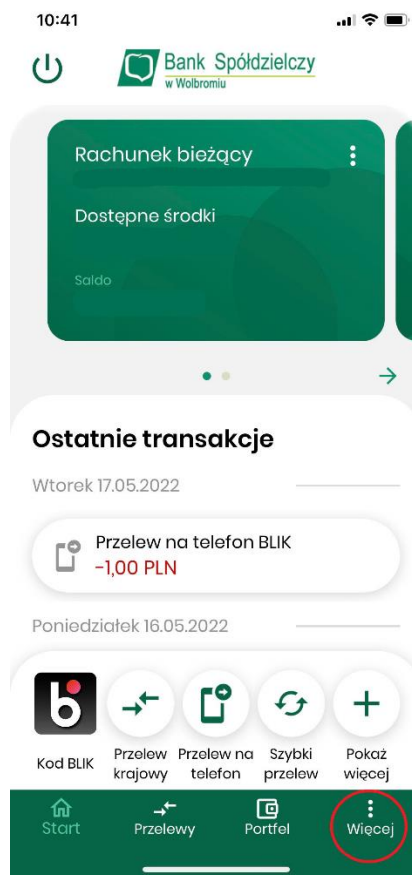 10:41
Bank Spółdzielczy
w Wolbromiu
Rachunek bieżący
Dostępne środki
Saldo
Ostatnie transakcje
Wtorek 17.05.2022
Przelew na telefon BLIK
-1,00 PLN
Poniedziałek 16.05.2022
Kod BLIK
Przelew krajowy
Przelew na telefon
Szybki przelew
Pokaż więcej
Start
Przelewy
Portfel
Więcej